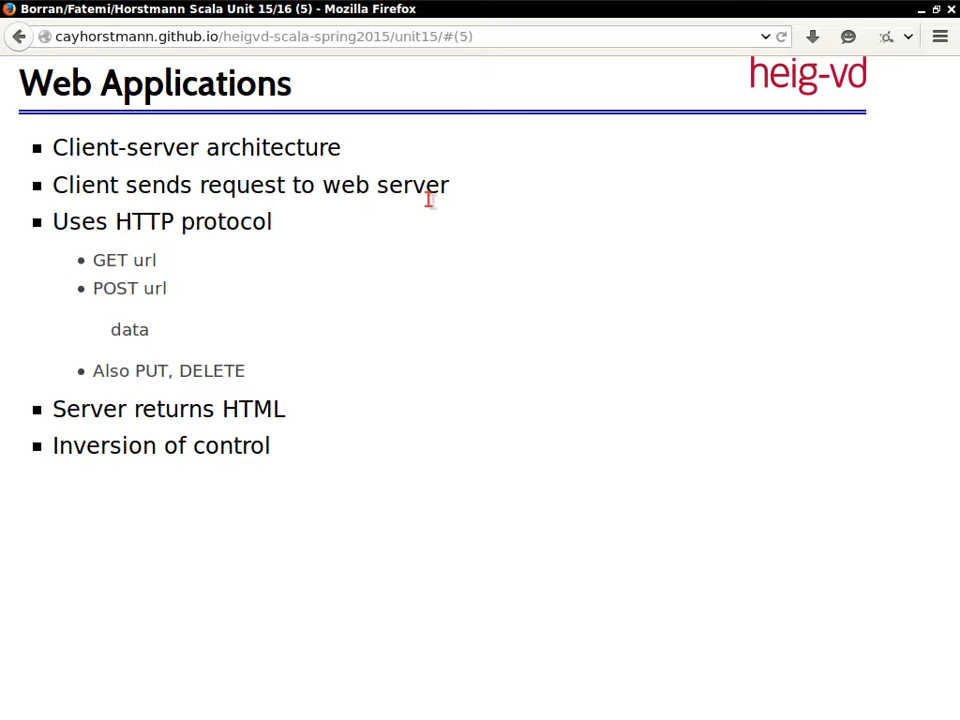 Borran/Fatemi/Horstmann Scala Unit 15/16 (5) - Mozilla Firefox
cayhorstmann.github.io/heigvd-scala-spring2015/unit15/#(5)
heig-vd
Web Applications
Client-server architecture
Client sends request to web server
Uses HTTP protocol
GET url
POST url
data
Also PUT, DELETE
Server returns HTML
Inversion of control